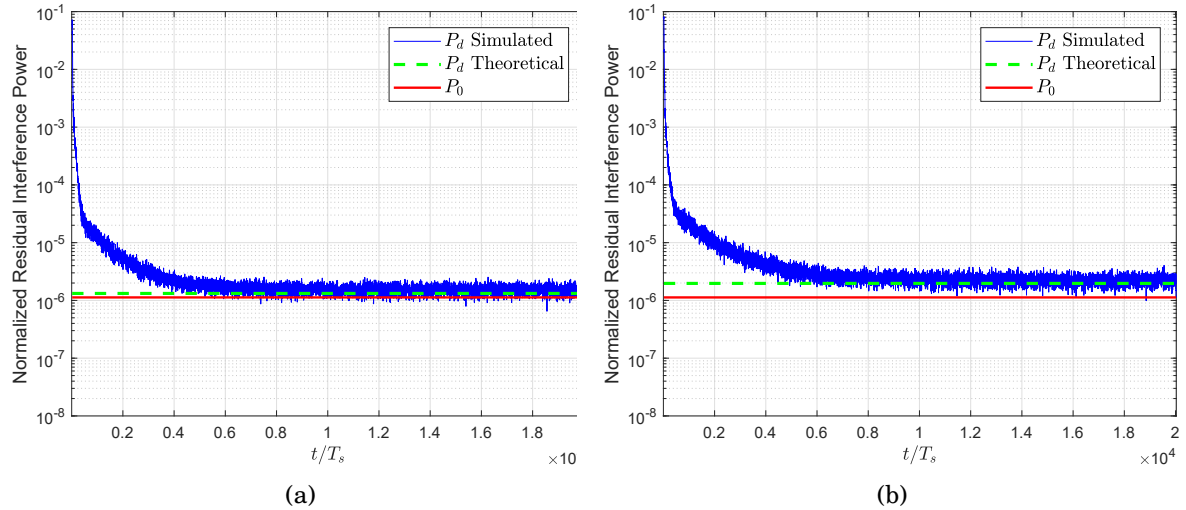 10^-1
10^-2
10^-3
10^-4
10^-5
10^-6
10^-7
10^-8
Normalized Residual Interference Power
P_d Simulated
P_d Theoretical
P_0
0.2 0.4 0.6 0.8 1 1.2 1.4 1.6 1.8
t/T_s
×10
(a)
10^-1
10^-2
10^-3
10^-4
10^-5
10^-6
10^-7
10^-8
Normalized Residual Interference Power
P_d Simulated
P_d Theoretical
P_0
0.2 0.4 0.6 0.8 1 1.2 1.4 1.6 1.8 2
t/T_s
×10^4
(b)